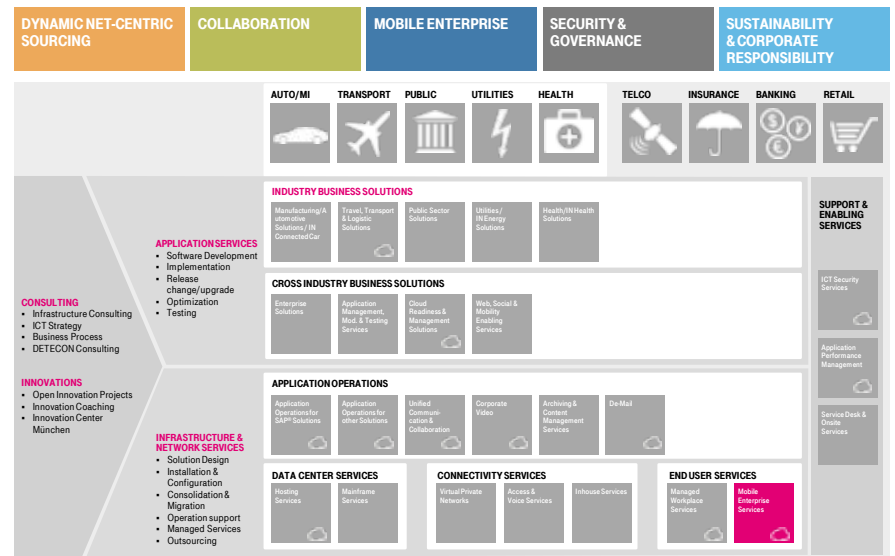 DYNAMIC NET-CENTRIC
SOURCING
COLLABORATION
MOBILE ENTERPRISE
SECURITY &
GOVERNANCE
SUSTAINABILITY
& CORPORATE
RESPONSIBILITY
AUTO/MI
TRANSPORT
PUBLIC
UTILITIES
HEALTH
TELCO
INSURANCE
BANKING
RETAIL
CONSULTING
▪ Infrastructure Consulting
▪ ICT Strategy
▪ Business Process
▪ DETECON Consulting
INNOVATIONS
▪ Open Innovation Projects
▪ Innovation Coaching
▪ Innovation Center
München
APPLICATION SERVICES
▪ Software Development
▪ Implementation
▪ Release
change/upgrade
▪ Optimization
▪ Testing
INFRASTRUCTURE &
NETWORK SERVICES
▪ Solution Design
▪ Installation &
Configuration
▪ Consolidation &
Migration
▪ Operation support
▪ Managed Services
▪ Outsourcing
INDUSTRY BUSINESS SOLUTIONS
Manufacturing/A
utomotive
Solutions / IN
Connected Car
Travel, Transport
& Logistic
Solutions
Public Sector
Solutions
Utilities /
IN Energy
Solutions
Health/IN Health
Solutions
CROSS INDUSTRY BUSINESS SOLUTIONS
Enterprise
Solutions
Application
Management,
Mod. & Testing
Services
Cloud
Readiness &
Management
Solutions
Web, Social &
Mobility
Enabling
Services
APPLICATION OPERATIONS
Application
Operations for
SAP® Solutions
Application
Operations for
other Solutions
Unified
Communi-
cation &
Collaboration
Corporate
Video
Archiving &
Content
Management
Services
De-Mail
DATA CENTER SERVICES
Hosting
Services
Mainframe
Services
CONNECTIVITY SERVICES
Virtual Private
Networks
Access &
Voice Services
Inhouse Services
END USER SERVICES
Managed
Workplace
Services
Mobile
Enterprise
Services
SUPPORT &
ENABLING
SERVICES
ICT Security
Services
Application
Performance
Management
Service Desk &
Onsite
Services